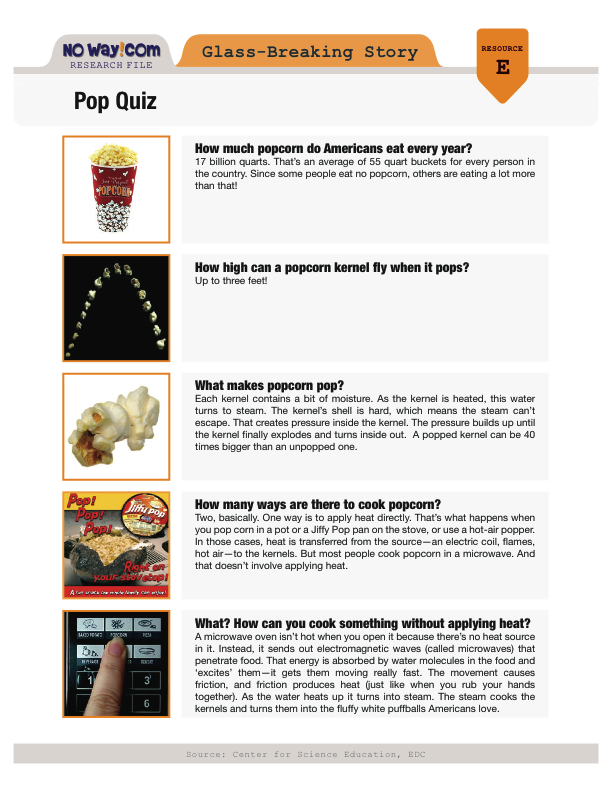 NO WAY!COM
RESEARCH FILE
Glass-Breaking Story
RESOURCE
E
Pop Quiz
POPCORN
How much popcorn do Americans eat every year?
17 billion quarts. That's an average of 55 quart buckets for every person in
the country. Since some people eat no popcorn, others are eating a lot more
than that!
How high can a popcorn kernel fly when it pops?
Up to three feet!
What makes popcorn pop?
Each kernel contains a bit of moisture. As the kernel is heated, this water
turns to steam. The kernel's shell is hard, which means the steam can't
escape. That creates pressure inside the kernel. The pressure builds up until
the kernel finally explodes and turns inside out.  A popped kernel can be 40
times bigger than an unpopped one.
Pop!
Pop!
Pop!
Jiffy pop
Right on
your stovetop!
How many ways are there to cook popcorn?
Two, basically. One way is to apply heat directly. That's what happens when
you pop corn in a pot or a Jiffy Pop pan on the stove, or use a hot-air popper.
In those cases, heat is transferred from the source—an electric coil, flames,
hot air—to the kernels. But most people cook popcorn in a microwave. And
that doesn't involve applying heat.
BAKED POTATO POPCORN PIZZA
BEVERAGE
1 3
6
What? How can you cook something without applying heat?
A microwave oven isn't hot when you open it because there's no heat source
in it. Instead, it sends out electromagnetic waves (called microwaves) that
penetrate food. That energy is absorbed by water molecules in the food and
'excites' them—it gets them moving really fast. The movement causes
friction, and friction produces heat (just like when you rub your hands
together). As the water heats up it turns into steam. The steam cooks the
kernels and turns them into the fluffy white puffballs Americans love.
Source: Center for Science Education, EDC